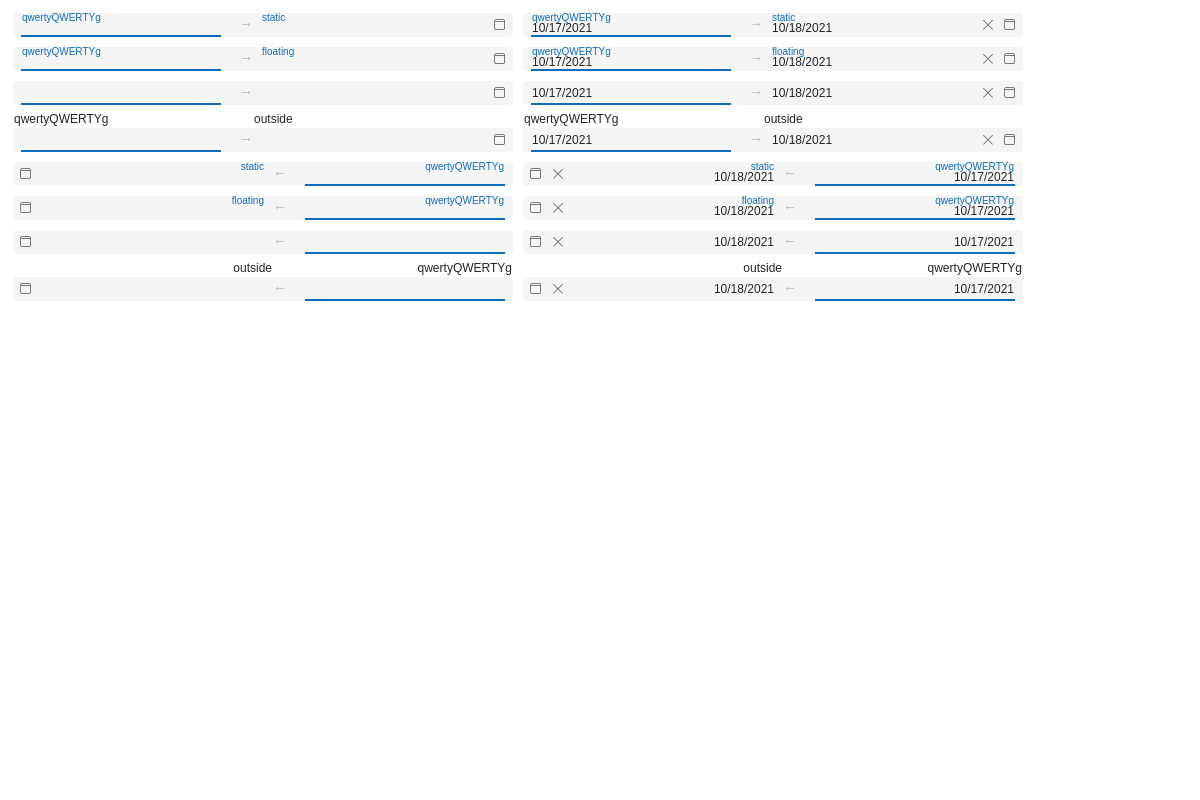 qwertyQWERTYg → static qwertyQWERTYg → static
10/17/2021 10/18/2021
qwertyQWERTYg → floating qwertyQWERTYg → floating
10/17/2021 10/18/2021
→ 10/17/2021 → 10/18/2021
qwertyQWERTYg outside qwertyQWERTYg outside
→ 10/17/2021 → 10/18/2021
static ← qwertyQWERTYg static ← qwertyQWERTYg
10/18/2021 10/17/2021
floating ← qwertyQWERTYg floating ← qwertyQWERTYg
10/18/2021 10/17/2021
← 10/18/2021 ← 10/17/2021
outside qwertyQWERTYg outside qwertyQWERTYg
← 10/18/2021 ← 10/17/2021